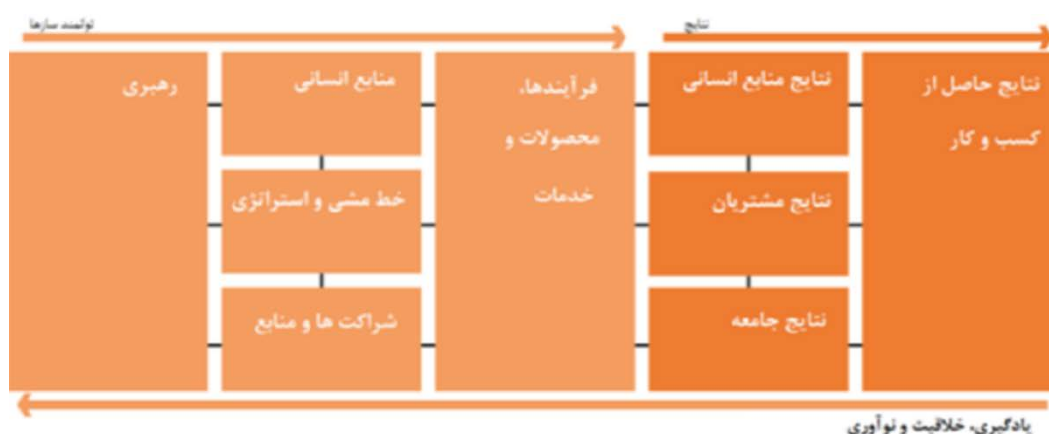 توانمند سازها
نتایج
رهبری
منابع انسانی
خط مشی و استراتژی
شراکت ها و منابع
فرآیندها،
محصولات و
خدمات
نتایج منابع انسانی
نتایج مشتریان
نتایج جامعه
نتایج حاصل از
کسب و کار
یادگیری، خلاقیت و نوآوری